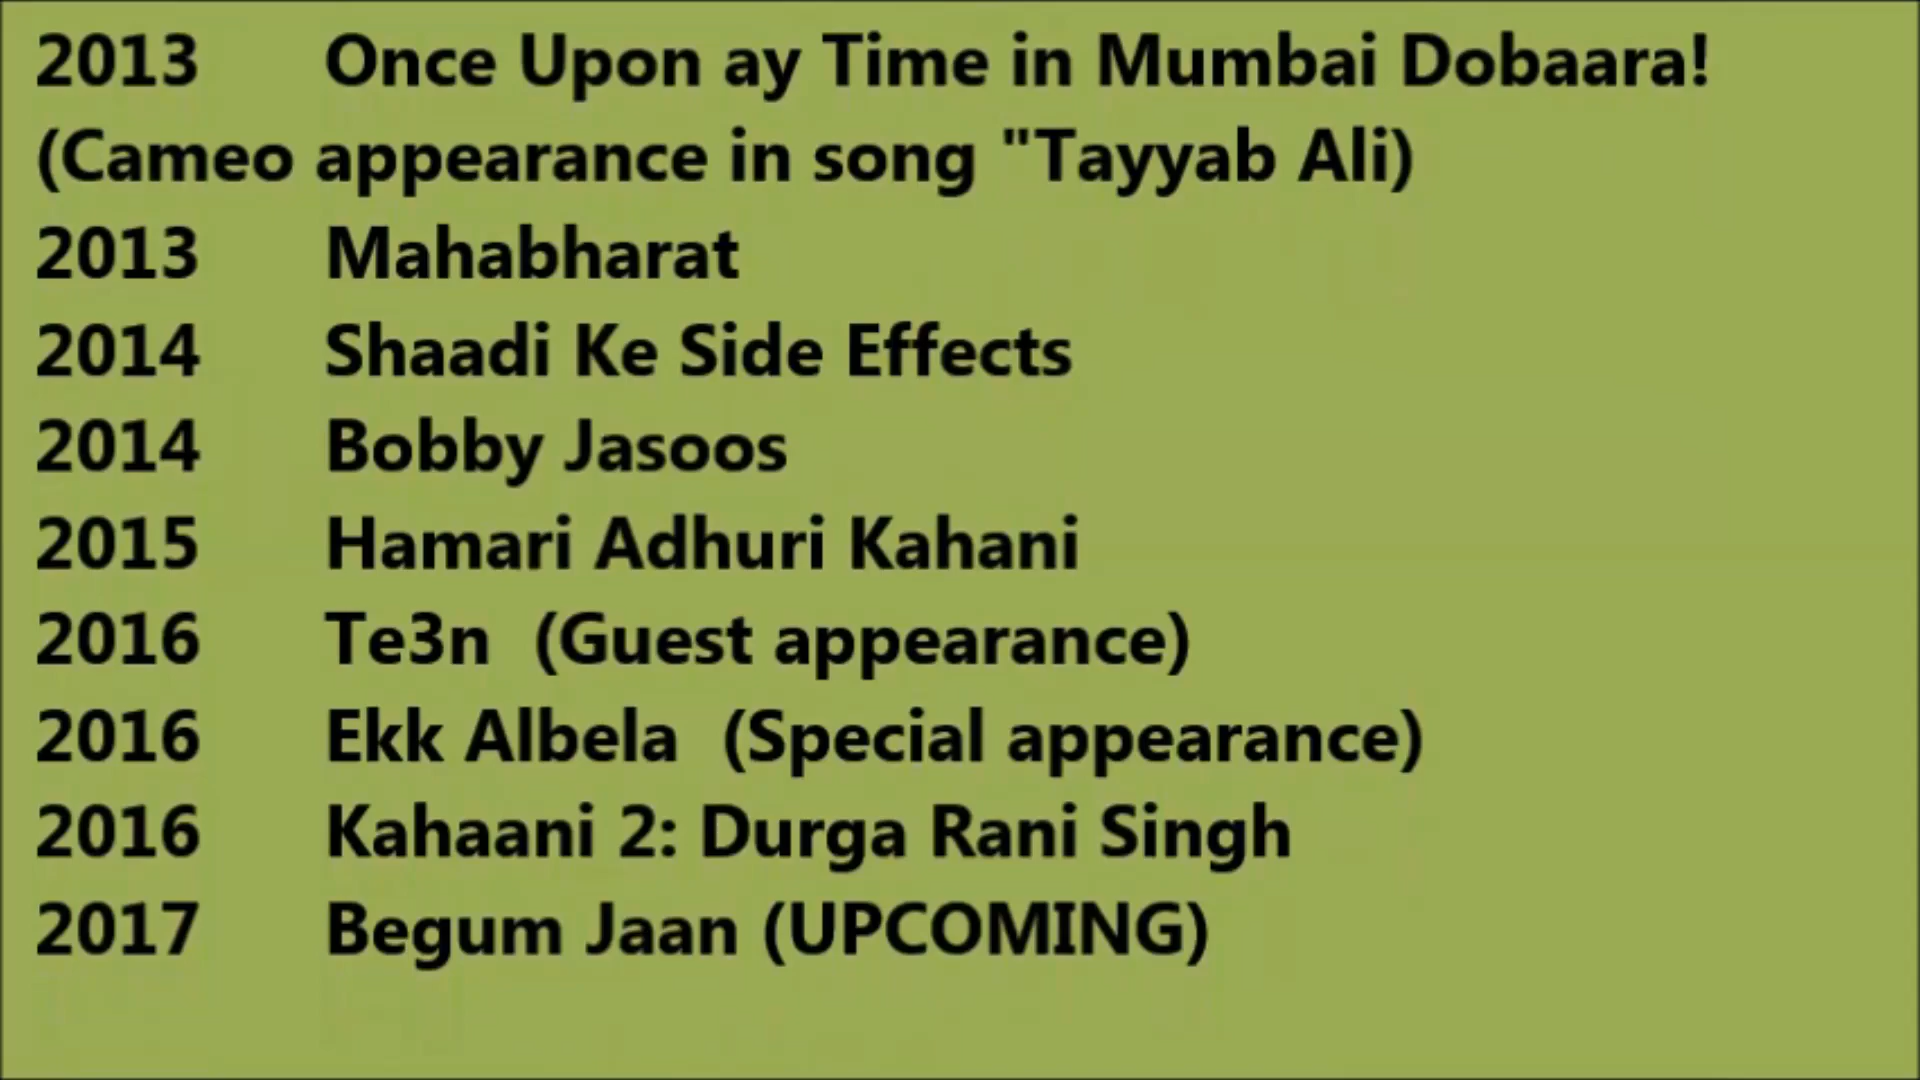 2013 Once Upon ay Time in Mumbai Dobaara!
(Cameo appearance in song "Tayyab Ali)
2013 Mahabharat
2014 Shaadi Ke Side Effects
2014 Bobby Jasoos
2015 Hamari Adhuri Kahani
2016 Te3n (Guest appearance)
2016 Ekk Albela (Special appearance)
2016 Kahaani 2: Durga Rani Singh
2017 Begum Jaan (UPCOMING)